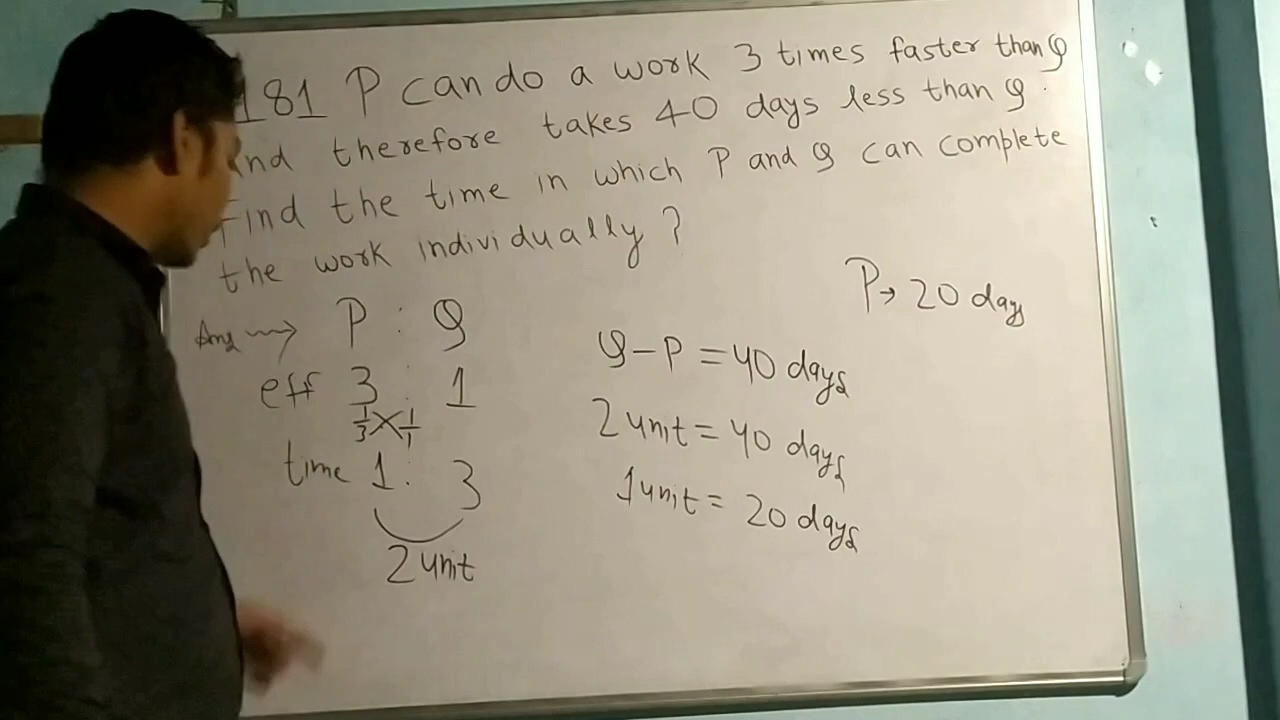 181 P can do a work 3 times faster than Q
and therefore takes 40 days less than Q.
Find the time in which P and Q can complete
the work individually?
P → 20 days
Ans → P : Q
eff 3 : 1
1/3 × 1/1
time 1 : 3
2 unit
Q - P = 40 days
2 unit = 40 days
1 unit = 20 days